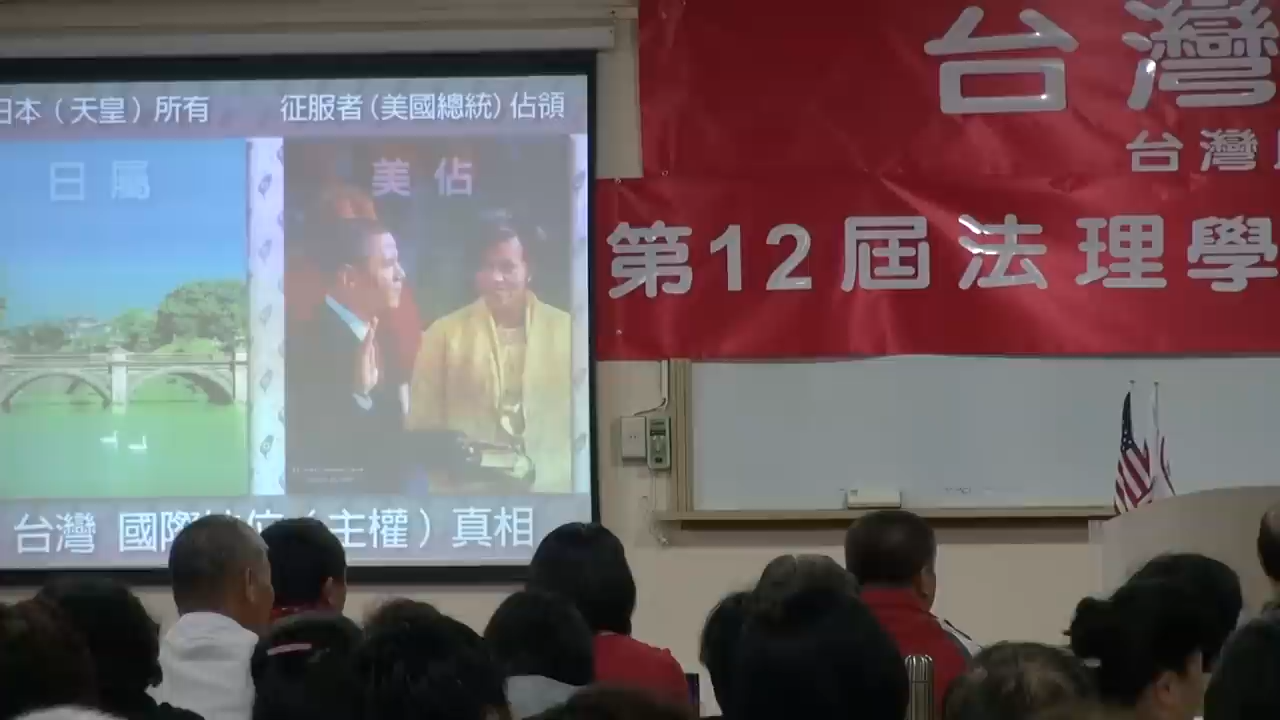 日本（天皇）所有
征服者（美國總統）佔領
日屬
美佔
台灣 國際地位（主權）真相
台灣
台灣
第12屆法理學